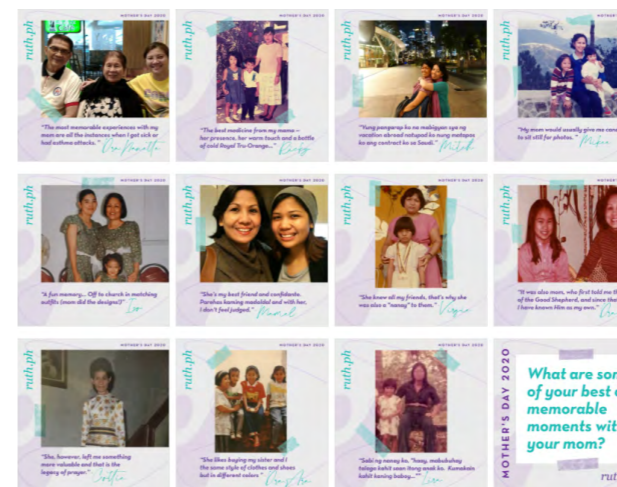 MOTHER'S DAY 2020
ruth.ph
"The most memorable experiences with my
mom are all the instances when I got sick or
had asthma attacks."
MOTHER'S DAY 2020
ruth.ph
"The best medicine from my mama –
her presence, her warm touch and a bottle
of cold Royal Tru Orange..."
Becky
MOTHER'S DAY 2020
ruth.ph
"Yung pangarap ko na mabigyan sya ng
vacation abroad natupad ko nung natapos
ko ang contract ko sa Saudi."
MOTHER'S
ruth.ph
"My mom would usually give me
to sit still for photos."
MOTHER'S DAY 2020
ruth.ph
"A fun memory... Off to church in matching
outfits (mom did the designs)!"
MOTHER'S DAY 2020
ruth.ph
"She's my best friend and confidante.
Parehas kaming madaldal and with her,
I don't feel judged."
MOTHER'S DAY 2020
ruth.ph
"She knew all my friends, that's why she
was also a "nanay" to them."
MOTHER'S
ruth.ph
"It was also mom, who first told me
of the Good Shepherd, and since
I have known Him as my own."
MOTHER'S DAY 2020
ruth.ph
"She, however, left me something
more valuable and that is the
legacy of prayer."
MOTHER'S DAY 2020
ruth.ph
"She likes buying my sister and I
the same style of clothes and shoes
but in different colors."
MOTHER'S DAY 2020
ruth.ph
"Sabi ng nanay ko, "haay, mabubuhay
talaga kahit saan itong anak ko. Kumakain
kahit kaning bahaw...""
Lisa
MOTHER'S DAY 2020
What are
of your best
memorable
moments
your mom?